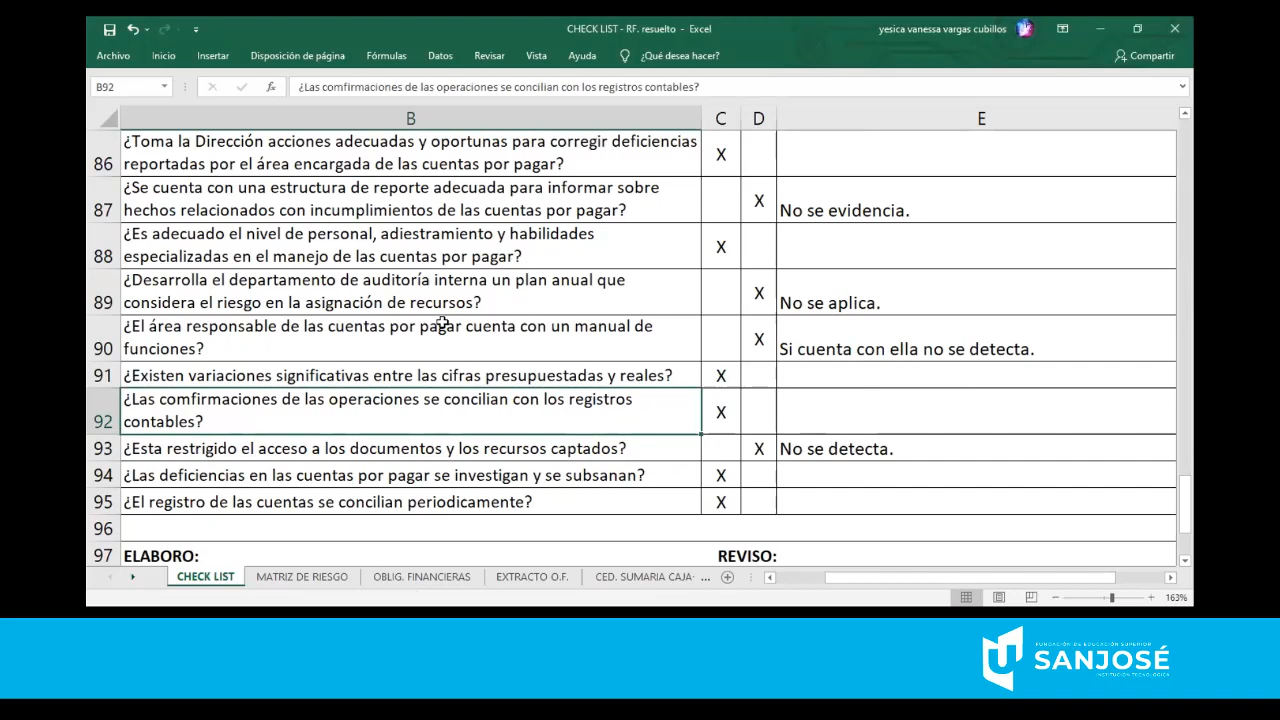 CHECK LIST - RF. resuelto - Excel
yesica vanessa vargas cubillos
Archivo Inicio Insertar Disposición de página Fórmulas Datos Revisar Vista Ayuda ¿Qué desea hacer? Compartir
B92 fx ¿Las comfirmaciones de las operaciones se concilian con los registros contables?
B C D E
¿Toma la Dirección acciones adecuadas y oportunas para corregir deficiencias
86 reportadas por el área encargada de las cuentas por pagar? X
¿Se cuenta con una estructura de reporte adecuada para informar sobre
87 hechos relacionados con incumplimientos de las cuentas por pagar? X No se evidencia.
¿Es adecuado el nivel de personal, adiestramiento y habilidades
88 especializadas en el manejo de las cuentas por pagar? X
¿Desarrolla el departamento de auditoría interna un plan anual que
89 considera el riesgo en la asignación de recursos? X No se aplica.
¿El área responsable de las cuentas por pagar cuenta con un manual de
90 funciones? X Si cuenta con ella no se detecta.
91 ¿Existen variaciones significativas entre las cifras presupuestadas y reales? X
¿Las comfirmaciones de las operaciones se concilian con los registros
92 contables? X
93 ¿Esta restrigido el acceso a los documentos y los recursos captados? X No se detecta.
94 ¿Las deficiencias en las cuentas por pagar se investigan y se subsanan? X
95 ¿El registro de las cuentas se concilian periodicamente? X
96
97 ELABORO: REVISO:
CHECK LIST MATRIZ DE RIESGO OBLIG. FINANCIERAS EXTRACTO O.F. CED. SUMARIA CAJA- ...
163%
FUNDACIÓN DE EDUCACIÓN SUPERIOR
SANJOSÉ
INSTITUCIÓN TECNOLÓGICA